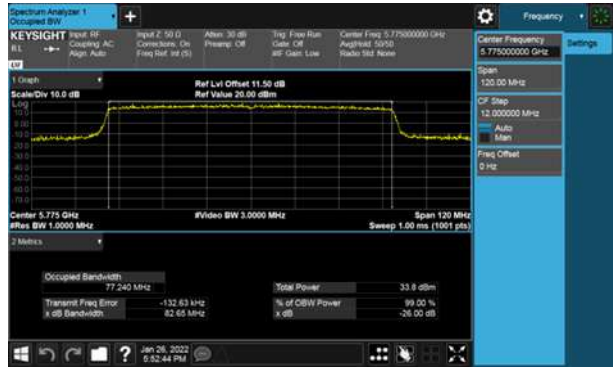 Spectrum Analyzer 1
Occupied BW
Frequency
KEYSIGHT Input: RF Input Z: 50 Ω Atten: 30 dB Trig: Free Run Center Freq: 5.775000000 GHz
RL Coupling: AC Corrections: On Preamp: Off Gate: Off Avg|Hold: 50/50
Align: Auto Freq Ref: Int (S) #IF Gain: Low Radio Std: None
Center Frequency
5.775000000 GHz
Settings
Span
120.00 MHz
CF Step
12.000000 MHz
Auto
Man
Freq Offset
0 Hz
1 Graph
Ref Lvl Offset 11.50 dB
Scale/Div 10.0 dB Ref Value 20.00 dBm
Log
10.0
0.00
Center 5.775 GHz #Video BW 3.0000 MHz Span 120 MHz
#Res BW 1.0000 MHz Sweep 1.00 ms (1001 pts)
2 Metrics
Occupied Bandwidth
77.240 MHz Total Power 33.8 dBm
Transmit Freq Error -132.63 kHz % of OBW Power 99.00 %
x dB Bandwidth 82.65 MHz x dB -26.00 dB
Jan 26, 2022
5:52:44 PM